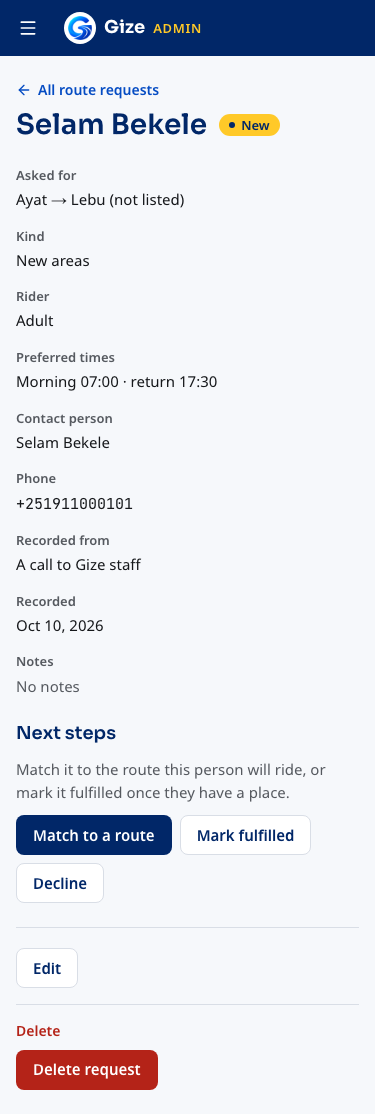 Gize ADMIN
← All route requests
Selam Bekele
• New
Asked for
Ayat → Lebu (not listed)
Kind
New areas
Rider
Adult
Preferred times
Morning 07:00 · return 17:30
Contact person
Selam Bekele
Phone
+251911000101
Recorded from
A call to Gize staff
Recorded
Oct 10, 2026
Notes
No notes
Next steps
Match it to the route this person will ride, or
mark it fulfilled once they have a place.
Match to a route
Mark fulfilled
Decline
Edit
Delete
Delete request